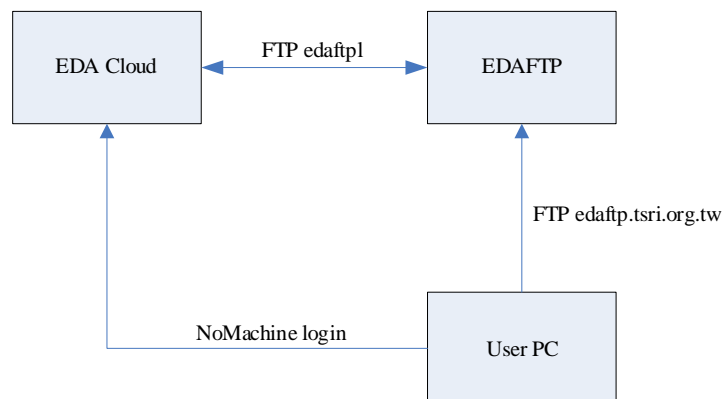 EDA Cloud
FTP edaftpl
EDAFTP
FTP edaftp.tsri.org.tw
NoMachine login
User PC